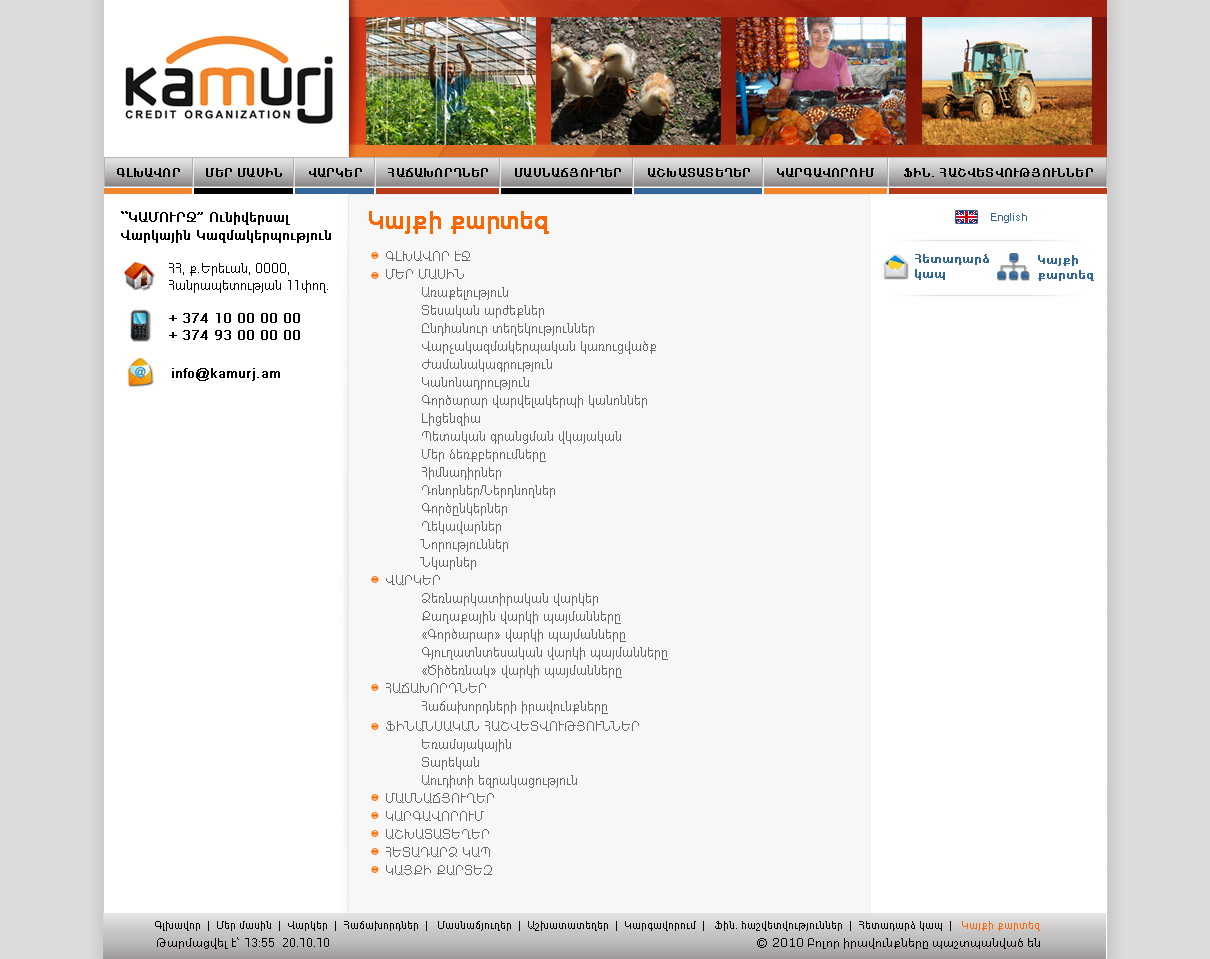 kamurj
CREDIT ORGANIZATION
ԳԼԽԱՎՈՐ ՄԵՐ ՄԱՍԻՆ ՎԱՐԿԵՐ ՀԱՃԱԽՈՐԴՆԵՐ ՄԱՍՆԱՃՅՈՒՂԵՐ ԱՇԽԱՏԱՏԵՂԵՐ ԿԱՐԳԱՎՈՐՈՒՄ ՖԻՆ. ՀԱՇՎԵՏՎՈՒԹՅՈՒՆՆԵՐ
“ԿԱՄՈՒՐՋ” Ունիվերսալ
Վարկային Կազմակերպություն
ՀՀ, ք.Երեւան, 0000,
Հանրապետության 11փող.
+ 374 10 00 00 00
+ 374 93 00 00 00
info@kamurj.am
Կայքի քարտեզ
ԳԼԽԱՎՈՐ ԷՋ
ՄԵՐ ՄԱՍԻՆ
Առաքելություն
Տեսական արժեքներ
Ընդհանուր տեղեկություններ
Վարչակազմակերպական կառուցվածք
Ժամանակագրություն
Կանոնադրություն
Գործարար վարվելակերպի կանոններ
Լիցենզիա
Պետական գրանցման վկայական
Մեր ձեռքբերումները
Հիմնադիրներ
Դոնորներ/Ներդնողներ
Գործընկերներ
Ղեկավարներ
Նորություններ
Նկարներ
ՎԱՐԿԵՐ
Ձեռնարկատիրական վարկեր
Քաղաքային վարկի պայմանները
«Գործարար» վարկի պայմանները
Գյուղատնտեսական վարկի պայմանները
«Ծիծեռնակ» վարկի պայմանները
ՀԱՃԱԽՈՐԴՆԵՐ
Հաճախորդների իրավունքները
ՖԻՆԱՆՍԱԿԱՆ ՀԱՇՎԵՏՎՈՒԹՅՈՒՆՆԵՐ
Եռամսյակային
Տարեկան
Աուդիտի եզրակացություն
ՄԱՍՆԱՃՅՈՒՂԵՐ
ԿԱՐԳԱՎՈՐՈՒՄ
ԱՇԽԱՏԱՏԵՂԵՐ
ՀԵՏԱԴԱՐՁ ԿԱՊ
ԿԱՅՔԻ ՔԱՐՏԵԶ
English
Հետադարձ կապ
Կայքի քարտեզ
Գլխավոր | Մեր մասին | Վարկեր | Հաճախորդներ | Մասնաճյուղեր | Աշխատատեղեր | Կարգավորում | Ֆին. հաշվետվություններ | Հետադարձ կապ | Կայքի քարտեզ
Թարմացվել է՝ 13:55 20.10.10
© 2010 Բոլոր իրավունքները պաշտպանված են